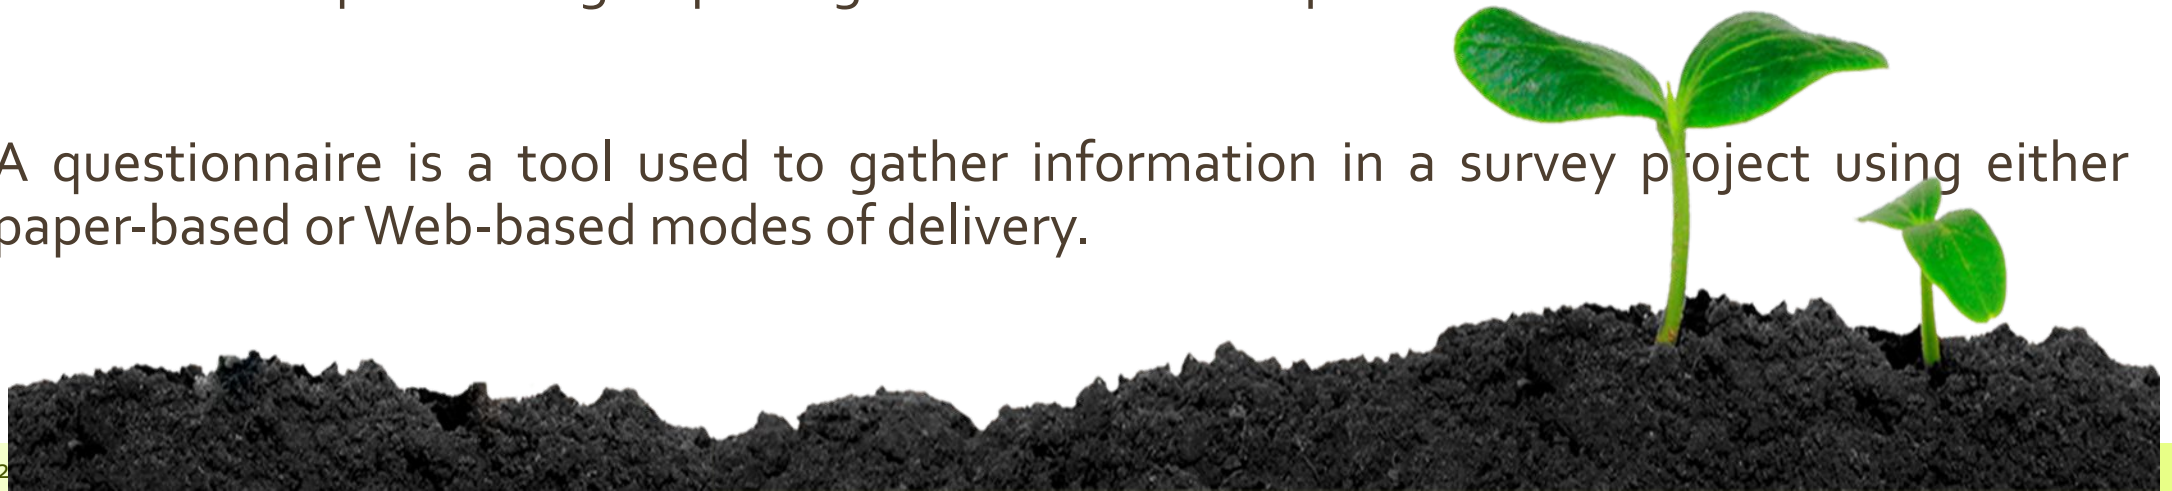 A questionnaire is a tool used to gather information in a survey project using either
paper-based or Web-based modes of delivery.
2